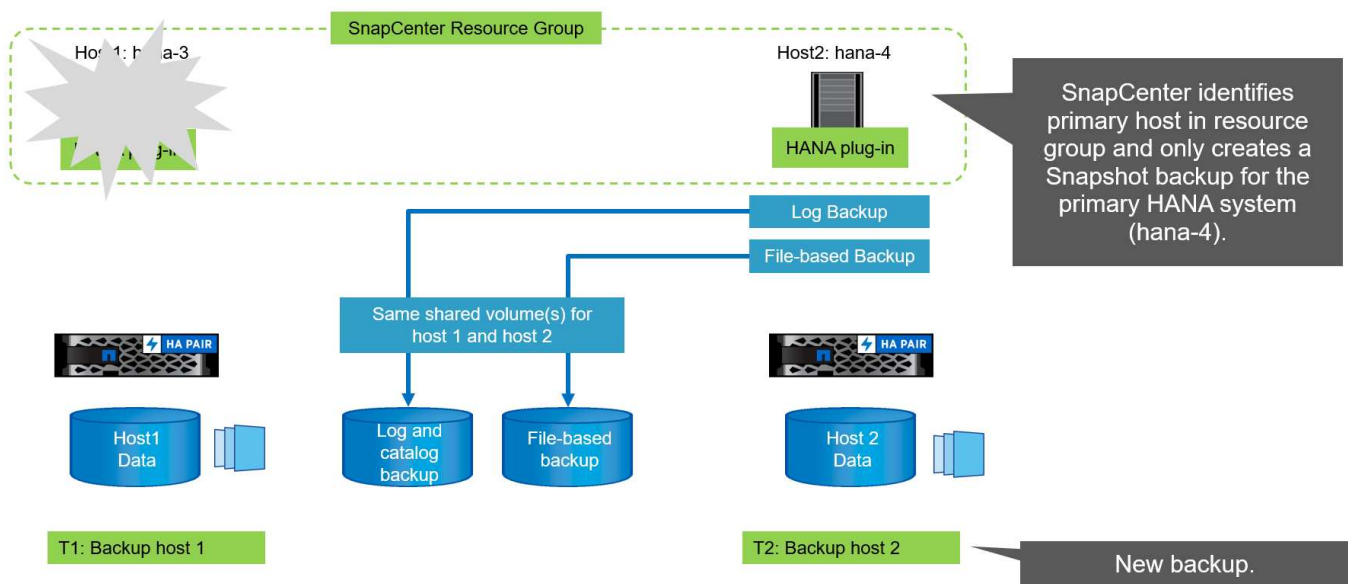 SnapCenter Resource Group
Host2: hana-4
HANA plug-in
SnapCenter identifies
primary host in resource
group and only creates a
Snapshot backup for the
primary HANA system
(hana-4).
Log Backup
File-based Backup
Same shared volume(s) for
host 1 and host 2
HA PAIR
HA PAIR
Host1
Data
Log and
catalog
backup
File-based
backup
Host 2
Data
T1: Backup host 1
T2: Backup host 2
New backup.